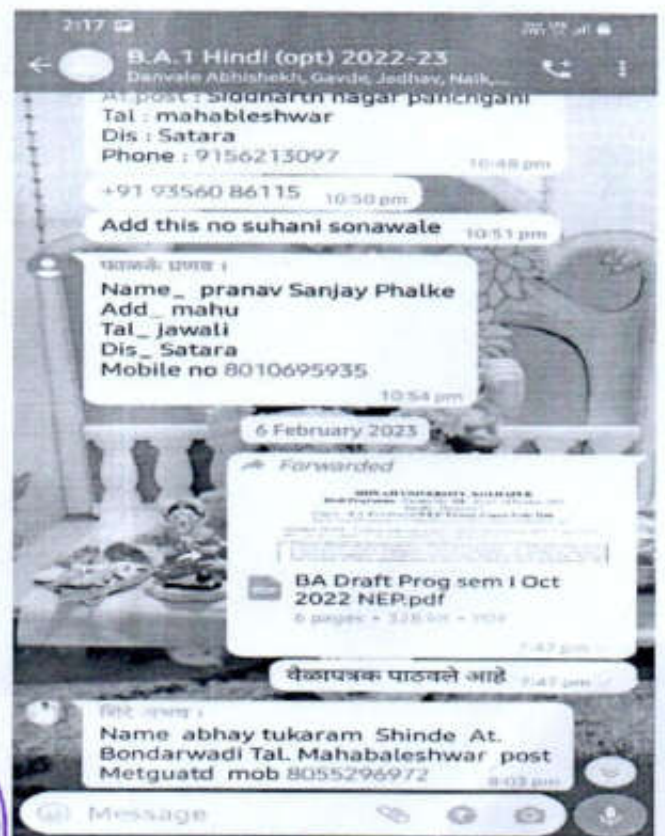 2:17
B.A.1 Hindi (opt) 2022-23
Danvale Abhishekh, Gavde, Jadhav, Naik,...
At post : Siddharth nagar panchgani
Tal : mahableshwar
Dis : Satara
Phone : 9156213097
10:48 pm
+91 93560 86115 10:50 pm
Add this no suhani sonawale 10:51 pm
फाळके प्रणव
Name_ pranav Sanjay Phalke
Add_ mahu
Tal_ jawali
Dis_ Satara
Mobile no 8010695935
10:54 pm
6 February 2023
Forwarded
BA Draft Prog sem I Oct
2022 NEP.pdf
6 pages •
7:47 pm
वेळापत्रक पाठवले आहे 7:47 pm
Name abhay tukaram Shinde At.
Bondarwadi Tal. Mahabaleshwar post
Metguatd mob 8055296972 8:03 pm
Message